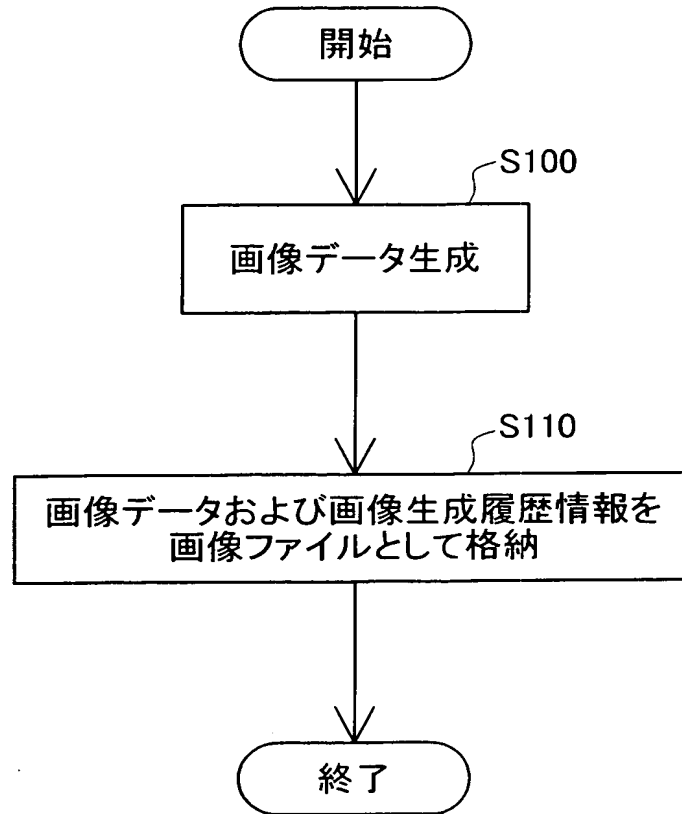 開始
S100
画像データ生成
S110
画像データおよび画像生成履歴情報を
画像ファイルとして格納
終了